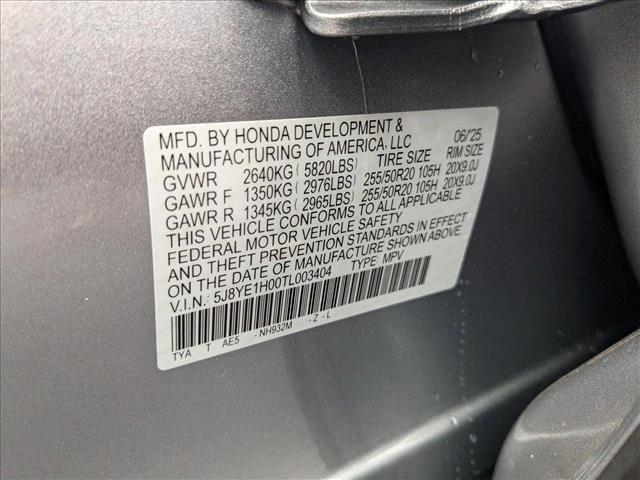 MFD. BY HONDA DEVELOPMENT & 06/'25
MANUFACTURING OF AMERICA, LLC
GVWR 2640KG ( 5820LBS) TIRE SIZE RIM SIZE
GAWR F 1350KG ( 2976LBS) 255/50R20 105H 20X9.0J
GAWR R 1345KG ( 2965LBS) 255/50R20 105H 20X9.0J
THIS VEHICLE CONFORMS TO ALL APPLICABLE
FEDERAL MOTOR VEHICLE SAFETY
AND THEFT PREVENTION STANDARDS IN EFFECT
ON THE DATE OF MANUFACTURE SHOWN ABOVE.
V.I.N.: 5J8YE1H00TL003404 TYPE: MPV
TYA T AE5 -NH932M -Z -L